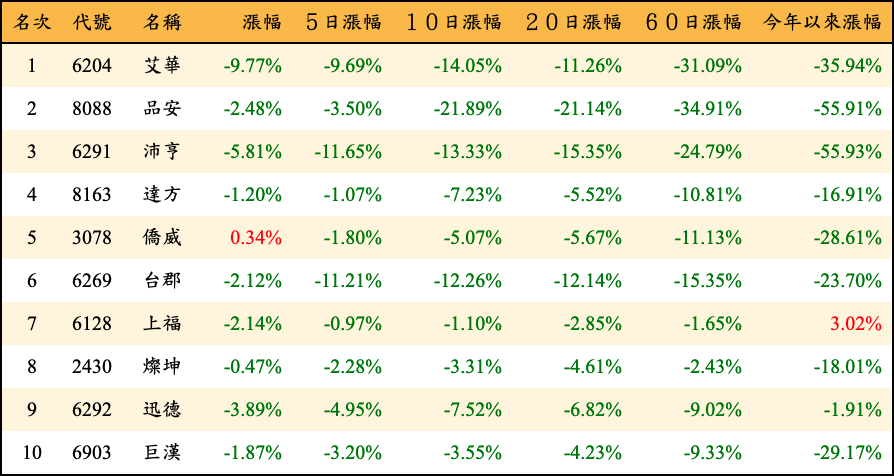 名次 代號 名稱 漲幅 ５日漲幅 １０日漲幅 ２０日漲幅 ６０日漲幅 今年以來漲幅
1 6204 艾華 -9.77% -9.69% -14.05% -11.26% -31.09% -35.94%
2 8088 品安 -2.48% -3.50% -21.89% -21.14% -34.91% -55.91%
3 6291 沛亨 -5.81% -11.65% -13.33% -15.35% -24.79% -55.93%
4 8163 達方 -1.20% -1.07% -7.23% -5.52% -10.81% -16.91%
5 3078 僑威 0.34% -1.80% -5.07% -5.67% -11.13% -28.61%
6 6269 台郡 -2.12% -11.21% -12.26% -12.14% -15.35% -23.70%
7 6128 上福 -2.14% -0.97% -1.10% -2.85% -1.65% 3.02%
8 2430 燦坤 -0.47% -2.28% -3.31% -4.61% -2.43% -18.01%
9 6292 迅德 -3.89% -4.95% -7.52% -6.82% -9.02% -1.91%
10 6903 巨漢 -1.87% -3.20% -3.55% -4.23% -9.33% -29.17%